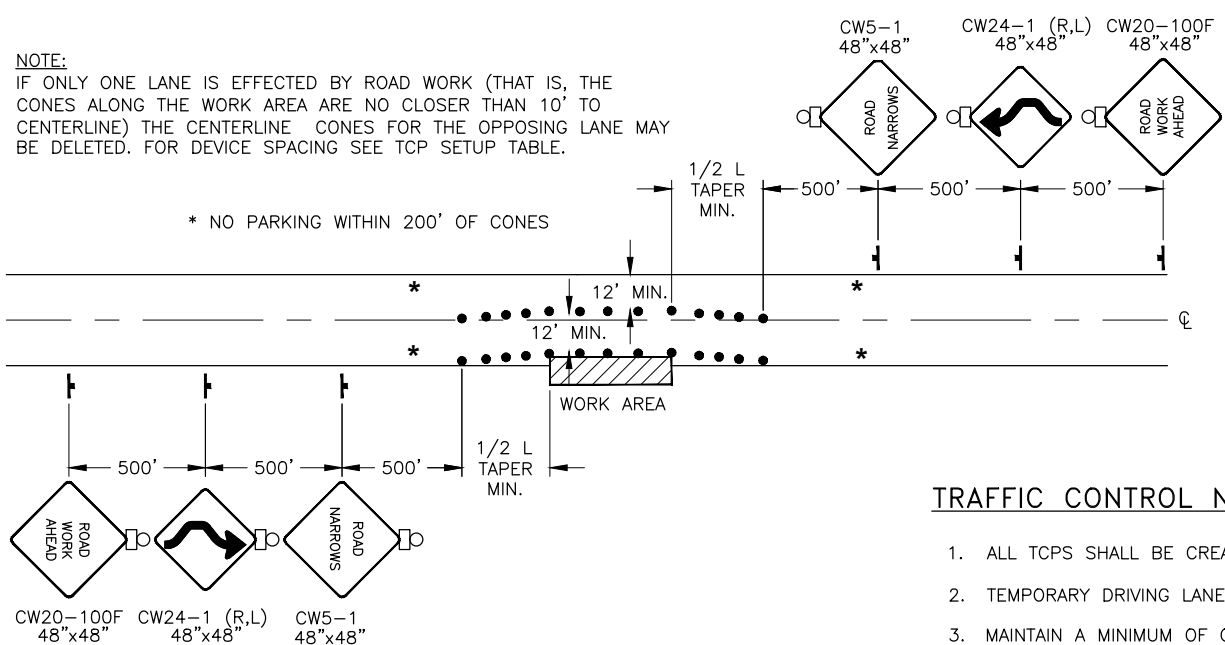 NOTE:
IF ONLY ONE LANE IS EFFECTED BY ROAD WORK (THAT IS, THE
CONES ALONG THE WORK AREA ARE NO CLOSER THAN 10' TO
CENTERLINE) THE CENTERLINE CONES FOR THE OPPOSING LANE MAY
BE DELETED. FOR DEVICE SPACING SEE TCP SETUP TABLE.
* NO PARKING WITHIN 200' OF CONES
CW5-1
48"x48"
CW24-1 (R,L)
48"x48"
CW20-100F
48"x48"
ROAD
NARROWS
ROAD
WORK
AHEAD
1/2 L
TAPER
MIN.
500'
500'
500'
*
*
12' MIN.
12' MIN.
℄
*
*
WORK AREA
500'
500'
500'
1/2 L
TAPER
MIN.
ROAD
WORK
AHEAD
ROAD
NARROWS
CW20-100F
48"x48"
CW24-1 (R,L)
48"x48"
CW5-1
48"x48"
TRAFFIC CONTROL N
1. ALL TCPS SHALL BE CREA
2. TEMPORARY DRIVING LANE
3. MAINTAIN A MINIMUM OF